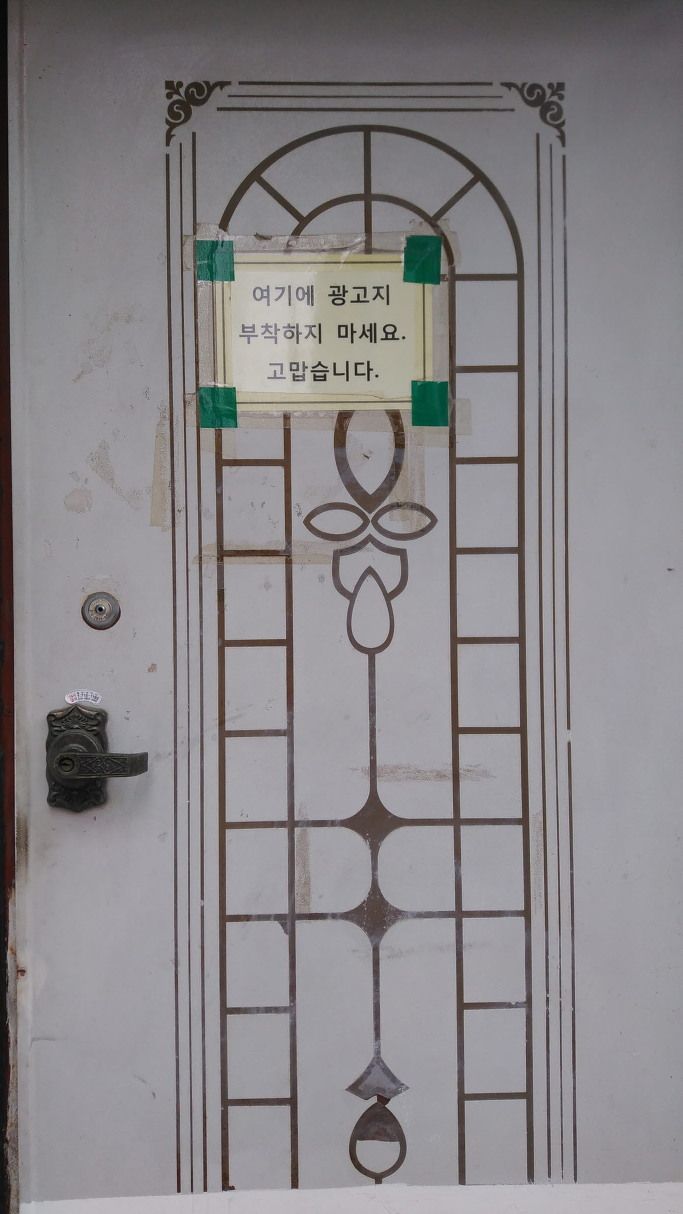 여기에 광고지
부착하지 마세요.
고맙습니다.